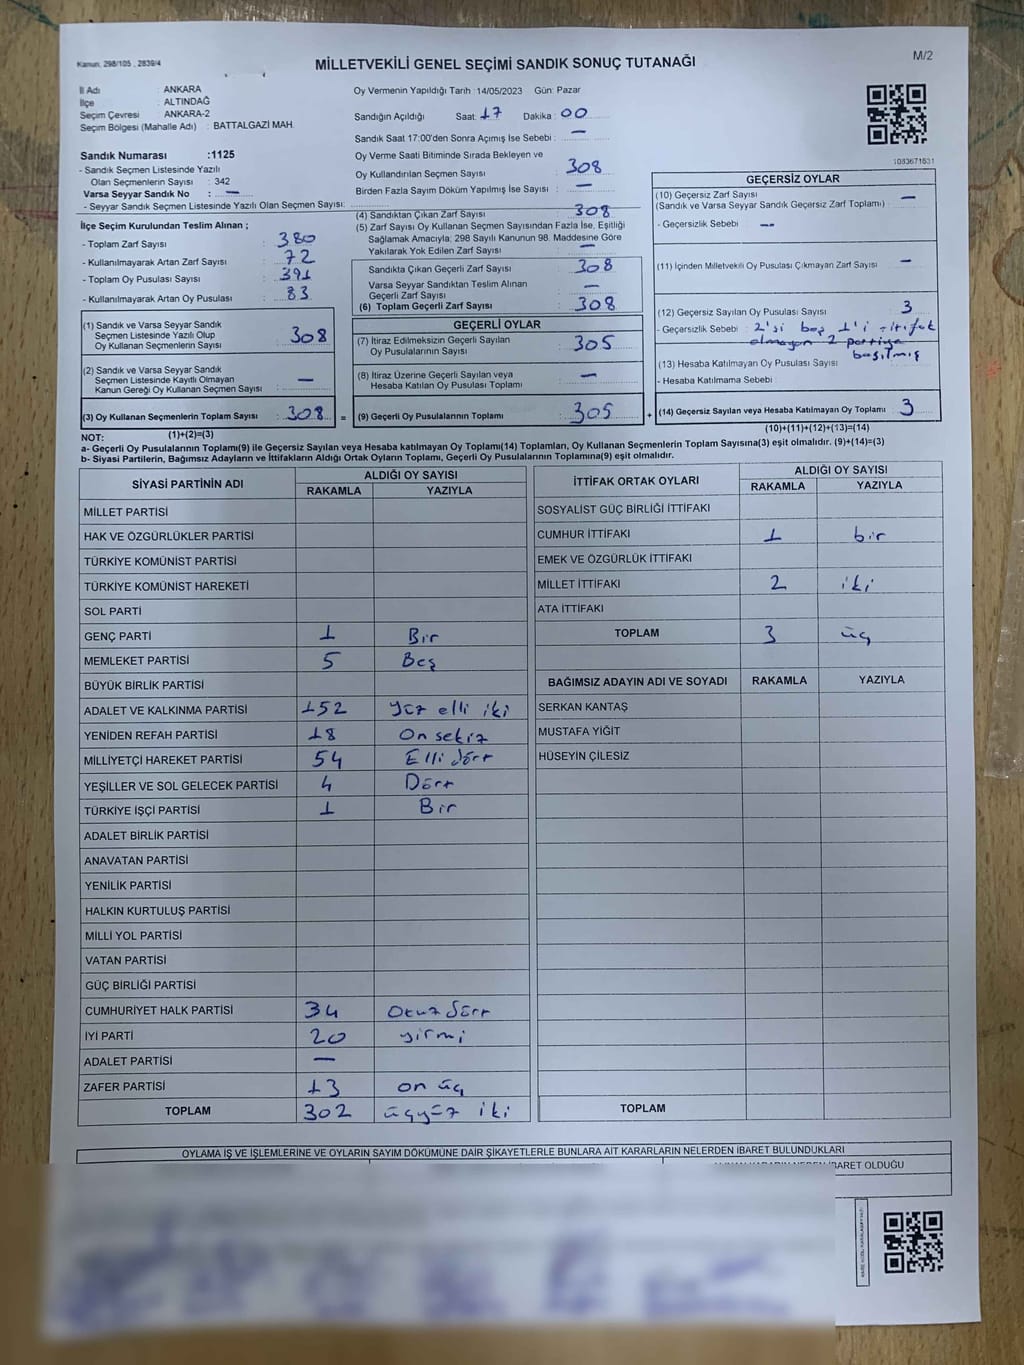 Kanun, 298/105 , 2839/4
MİLLETVEKİLİ GENEL SEÇİMİ SANDIK SONUÇ TUTANAĞI
M/2
İl Adı : ANKARA
İlçe : ALTINDAĞ
Seçim Çevresi : ANKARA-2
Seçim Bölgesi (Mahalle Adı) : BATTALGAZİ MAH.
Sandık Numarası :1125
- Sandık Seçmen Listesinde Yazılı
Olan Seçmenlerin Sayısı : 342
Varsa Seyyar Sandık No : —
- Seyyar Sandık Seçmen Listesinde Yazılı Olan Seçmen Sayısı:
Oy Vermenin Yapıldığı Tarih : 14/05/2023 Gün: Pazar
Sandığın Açıldığı Saat: 17 Dakika : 00
Sandık Saat 17:00'den Sonra Açımış İse Sebebi : —
Oy Verme Saati Bitiminde Sırada Bekleyen ve
Oy Kullandırılan Seçmen Sayısı : 308
Birden Fazla Sayım Döküm Yapılmış İse Sayısı : —
1083671631
İlçe Seçim Kurulundan Teslim Alınan ;
- Toplam Zarf Sayısı : 380
- Kullanılmayarak Artan Zarf Sayısı : 72
- Toplam Oy Pusulası Sayısı : 391
- Kullanılmayarak Artan Oy Pusulası : 83
(1) Sandık ve Varsa Seyyar Sandık
Seçmen Listesinde Yazılı Olup
Oy Kullanan Seçmenlerin Sayısı : 308
(2) Sandık ve Varsa Seyyar Sandık
Seçmen Listesinde Kayıtlı Olmayan
Kanun Gereği Oy Kullanan Seçmen Sayısı : —
(3) Oy Kullanan Seçmenlerin Toplam Sayısı : 308 =
(1)+(2)=(3)
(4) Sandıktan Çıkan Zarf Sayısı : 308
(5) Zarf Sayısı Oy Kullanan Seçmen Sayısından Fazla İse, Eşitliği
Sağlamak Amacıyla; 298 Sayılı Kanunun 98. Maddesine Göre
Yakılarak Yok Edilen Zarf Sayısı : —
Sandıkta Çıkan Geçerli Zarf Sayısı : 308
Varsa Seyyar Sandıktan Teslim Alınan
Geçerli Zarf Sayısı : —
(6) Toplam Geçerli Zarf Sayısı : 308
GEÇERLİ OYLAR
(7) İtiraz Edilmeksizin Geçerli Sayılan
Oy Pusulalarının Sayısı : 305
(8) İtiraz Üzerine Geçerli Sayılan veya
Hesaba Katılan Oy Pusulası Toplamı : —
(9) Geçerli Oy Pusulalarının Toplamı : 305 +
GEÇERSİZ OYLAR
(10) Geçersiz Zarf Sayısı
(Sandık ve Varsa Seyyar Sandık Geçersiz Zarf Toplamı) : —
- Geçersizlik Sebebi : —
(11) İçinden Milletvekili Oy Pusulası Çıkmayan Zarf Sayısı : —
(12) Geçersiz Sayılan Oy Pusulası Sayısı : 3
- Geçersizlik Sebebi : 2'si boş 1'i ittifak
olmayan 2 partiye
basılmış
(13) Hesaba Katılmayan Oy Pusulası Sayısı :
- Hesaba Katılmama Sebebi :
(14) Geçersiz Sayılan veya Hesaba Katılmayan Oy Toplamı : 3
(10)+(11)+(12)+(13)=(14)
NOT:
a- Geçerli Oy Pusulalarının Toplamı(9) ile Geçersiz Sayılan veya Hesaba katılmayan Oy Toplamı(14) Toplamları, Oy Kullanan Seçmenlerin Toplam Sayısına(3) eşit olmalıdır. (9)+(14)=(3)
b- Siyasi Partilerin, Bağımsız Adayların ve İttifakların Aldığı Ortak Oyların Toplamı, Geçerli Oy Pusulalarının Toplamına(9) eşit olmalıdır.
SİYASİ PARTİNİN ADI ALDIĞI OY SAYISI
RAKAMLA YAZIYLA
MİLLET PARTİSİ
HAK VE ÖZGÜRLÜKLER PARTİSİ
TÜRKİYE KOMÜNİST PARTİSİ
TÜRKİYE KOMÜNİST HAREKETİ
SOL PARTİ
GENÇ PARTİ 1 Bir
MEMLEKET PARTİSİ 5 Beş
BÜYÜK BİRLİK PARTİSİ
ADALET VE KALKINMA PARTİSİ 152 yüz elli iki
YENİDEN REFAH PARTİSİ 18 On sekiz
MİLLİYETÇİ HAREKET PARTİSİ 54 Elli dört
YEŞİLLER VE SOL GELECEK PARTİSİ 4 Dört
TÜRKİYE İŞÇİ PARTİSİ 1 Bir
ADALET BİRLİK PARTİSİ
ANAVATAN PARTİSİ
YENİLİK PARTİSİ
HALKIN KURTULUŞ PARTİSİ
MİLLİ YOL PARTİSİ
VATAN PARTİSİ
GÜÇ BİRLİĞİ PARTİSİ
CUMHURİYET HALK PARTİSİ 34 Otuz dört
İYİ PARTİ 20 yirmi
ADALET PARTİSİ —
ZAFER PARTİSİ 13 on üç
TOPLAM 302 üçyüz iki
İTTİFAK ORTAK OYLARI ALDIĞI OY SAYISI
RAKAMLA YAZIYLA
SOSYALİST GÜÇ BİRLİĞİ İTTİFAKI
CUMHUR İTTİFAKI 1 bir
EMEK VE ÖZGÜRLÜK İTTİFAKI
MİLLET İTTİFAKI 2 iki
ATA İTTİFAKI
TOPLAM 3 üç
BAĞIMSIZ ADAYIN ADI VE SOYADI RAKAMLA YAZIYLA
SERKAN KANTAŞ
MUSTAFA YİĞİT
HÜSEYİN ÇİLESİZ
TOPLAM
OYLAMA İŞ VE İŞLEMLERİNE VE OYLARIN SAYIM DÖKÜMÜNE DAİR ŞİKAYETLERLE BUNLARA AİT KARARLARIN NELERDEN İBARET BULUNDUKLARI
İBARET OLDUĞU